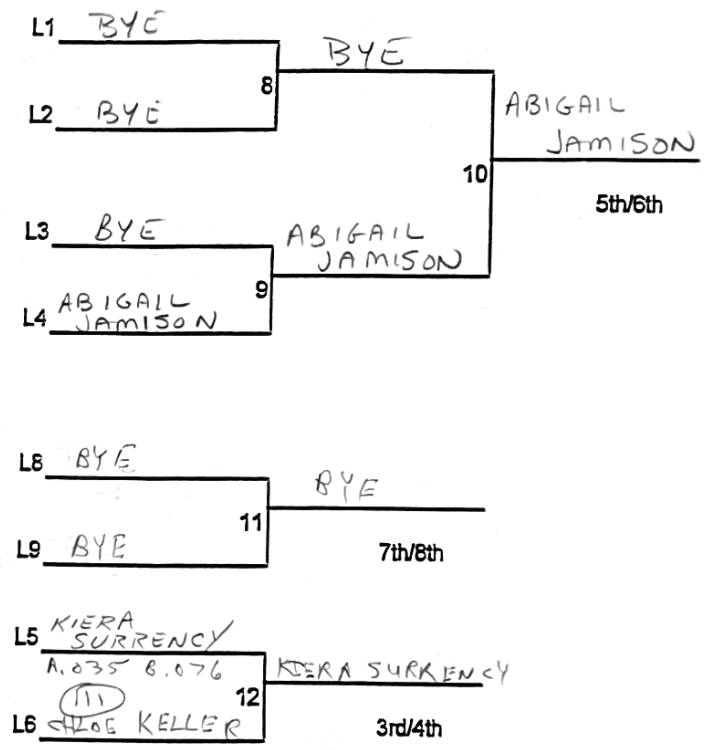 L1 BYE
BYE
8
L2 BYE
ABIGAIL
JAMISON
10
5th/6th
L3 BYE
ABIGAIL
JAMISON
9
L4 ABIGAIL
JAMISON
L8 BYE
BYE
11
L9 BYE
7th/8th
L5 KIERA
SURRENCY
A.035 B.076
KIERA SURRENCY
12
111
L6 CHLOE KELLER
3rd/4th